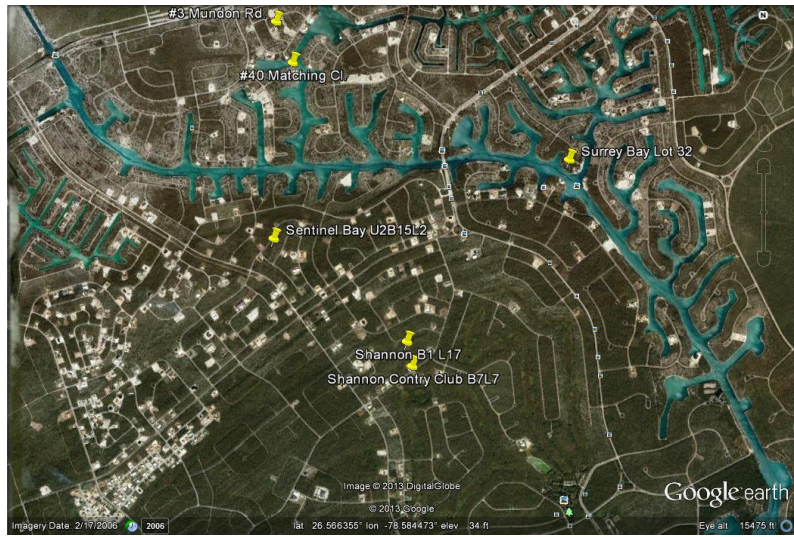 #3 Mundon Rd.
#40 Matching Cl.
Surrey Bay Lot 32
Sentinel Bay U2B15L2
Shannon B1 L17
Shannon Contry Club B7L7
Image © 2013 DigitalGlobe
© 2013 Google
Google earth
Imagery Date: 2/17/2006 2006 lat 26.566355° lon -78.584473° elev 34 ft Eye alt 15475 ft
N